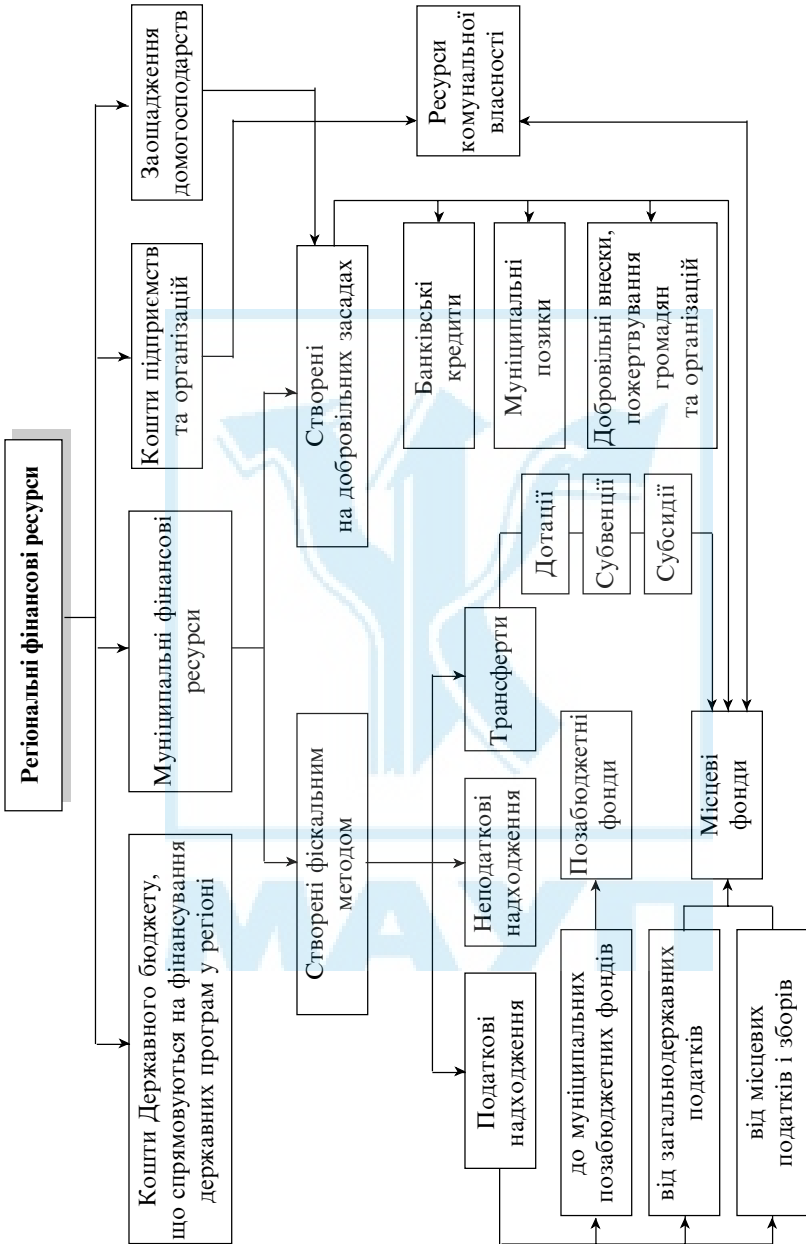 Регіональні фінансові ресурси
Кошти Державного бюджету,
що спрямовуються на фінансування
державних програм у регіоні
Муніципальні фінансові
ресурси
Кошти підприємств
та організацій
Заощадження
домогосподарств
Створені фіскальним
методом
Створені
на добровільних засадах
Ресурси
комунальної
власності
Податкові
надходження
Неподаткові
надходження
Трансферти
Дотації
Субвенції
Субсидії
Банківські
кредити
Муніципальні
позики
Добровільні внески,
пожертвування
громадян
та організацій
до муніципальних
позабюджетних фондів
Позабюджетні
фонди
від загальнодержавних
податків
від місцевих
податків і зборів
Місцеві
фонди
МАУП